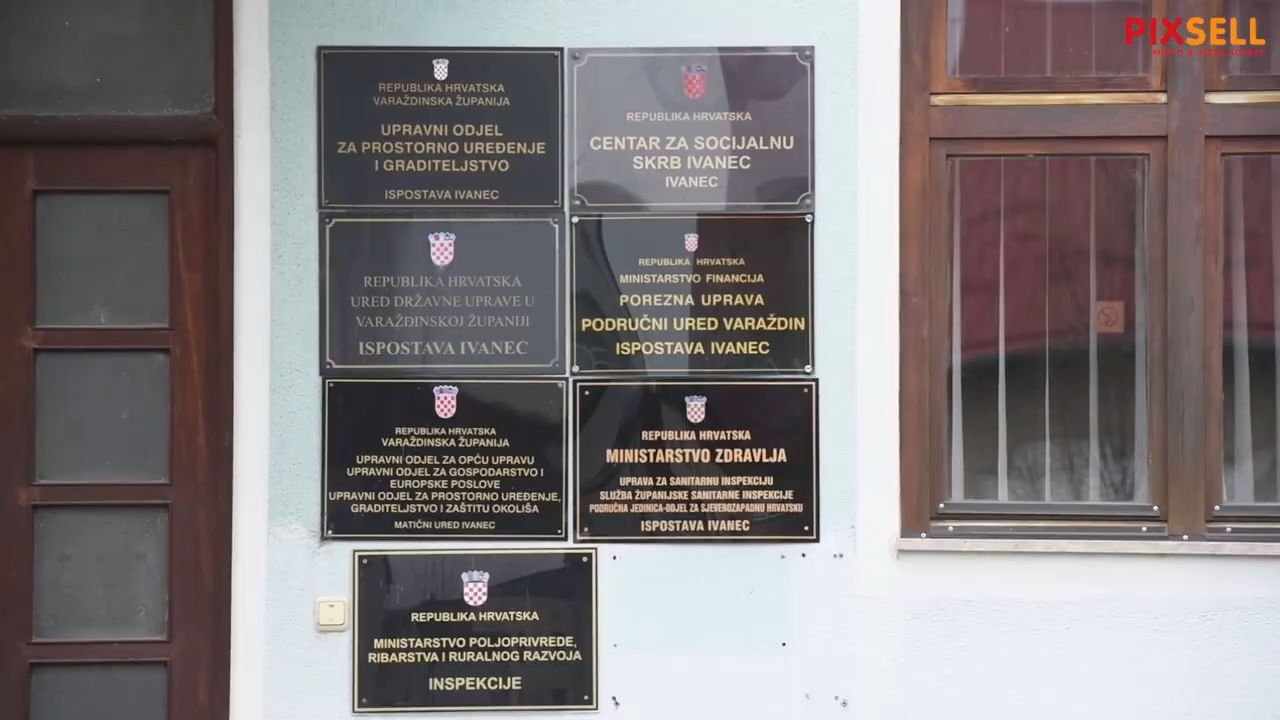 PIXSELL
PHOTO & VIDEO AGENCY
REPUBLIKA HRVATSKA
VARAŽDINSKA ŽUPANIJA
UPRAVNI ODJEL
ZA PROSTORNO UREĐENJE
I GRADITELJSTVO
ISPOSTAVA IVANEC
REPUBLIKA HRVATSKA
CENTAR ZA SOCIJALNU
SKRB IVANEC
IVANEC
REPUBLIKA HRVATSKA
URED DRŽAVNE UPRAVE U
VARAŽDINSKOJ ŽUPANIJI
ISPOSTAVA IVANEC
REPUBLIKA HRVATSKA
MINISTARSTVO FINANCIJA
POREZNA UPRAVA
PODRUČNI URED VARAŽDIN
ISPOSTAVA IVANEC
REPUBLIKA HRVATSKA
VARAŽDINSKA ŽUPANIJA
UPRAVNI ODJEL ZA OPĆU UPRAVU
UPRAVNI ODJEL ZA GOSPODARSTVO I
EUROPSKE POSLOVE
UPRAVNI ODJEL ZA PROSTORNO UREĐENJE,
GRADITELJSTVO I ZAŠTITU OKOLIŠA
MATIČNI URED IVANEC
REPUBLIKA HRVATSKA
MINISTARSTVO ZDRAVLJA
UPRAVA ZA SANITARNU INSPEKCIJU
SLUŽBA ŽUPANIJSKE SANITARNE INSPEKCIJE
PODRUČNA JEDINICA-ODJEL ZA SJEVEROZAPADNU HRVATSKU
ISPOSTAVA IVANEC
REPUBLIKA HRVATSKA
MINISTARSTVO POLJOPRIVREDE,
RIBARSTVA I RURALNOG RAZVOJA
INSPEKCIJE